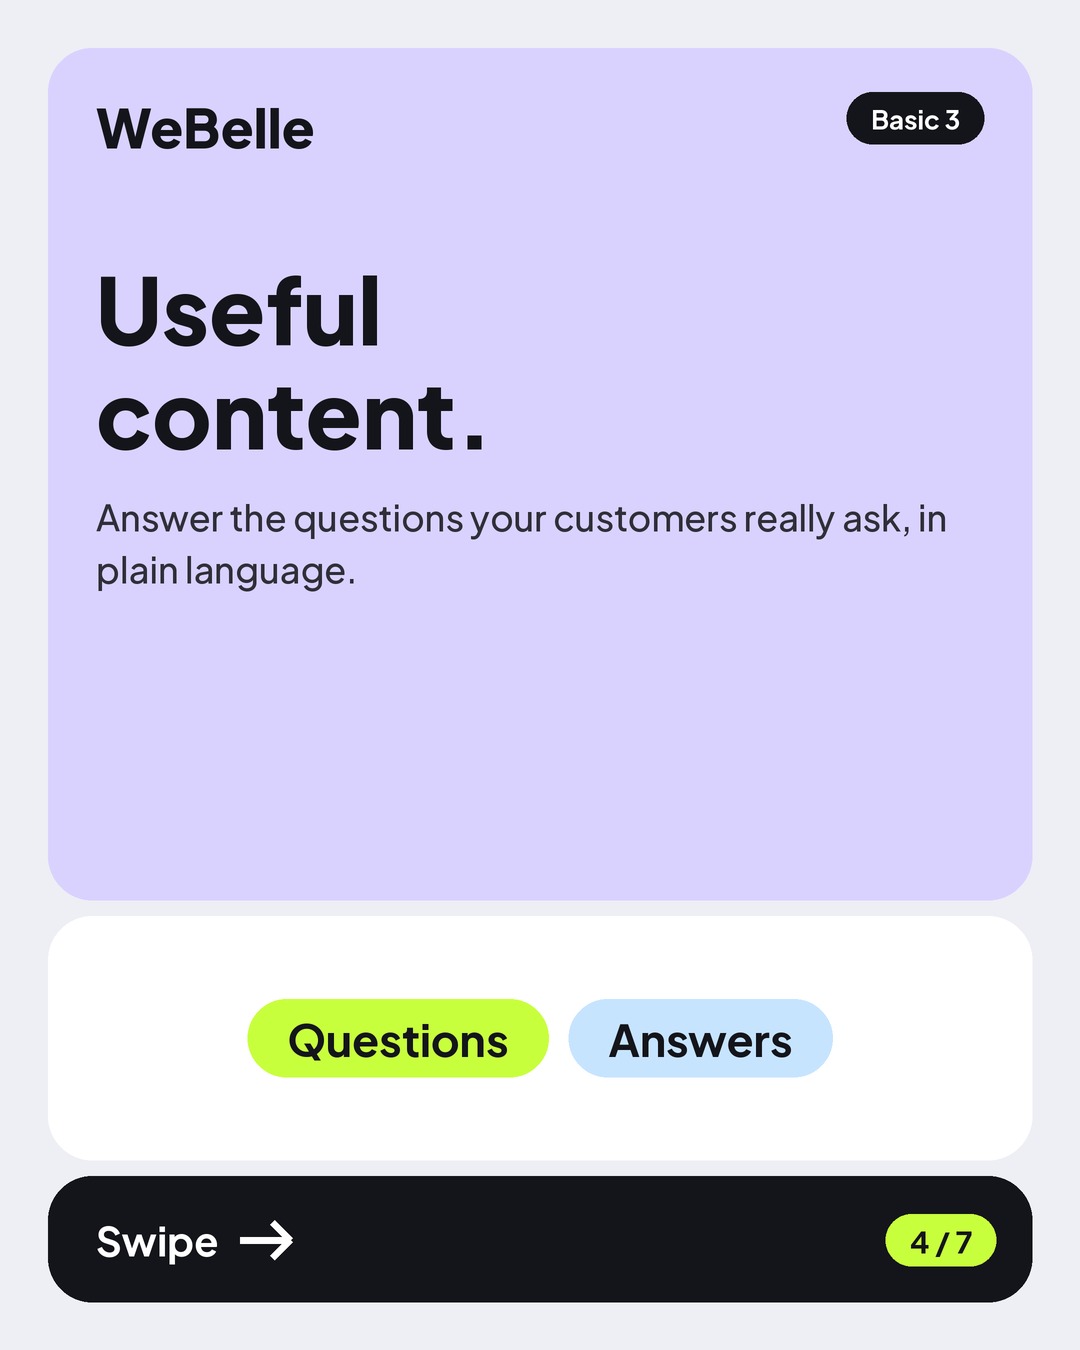 WeBelle
Basic 3
Useful
content.
Answer the questions your customers really ask, in
plain language.
Questions
Answers
Swipe →
4 / 7